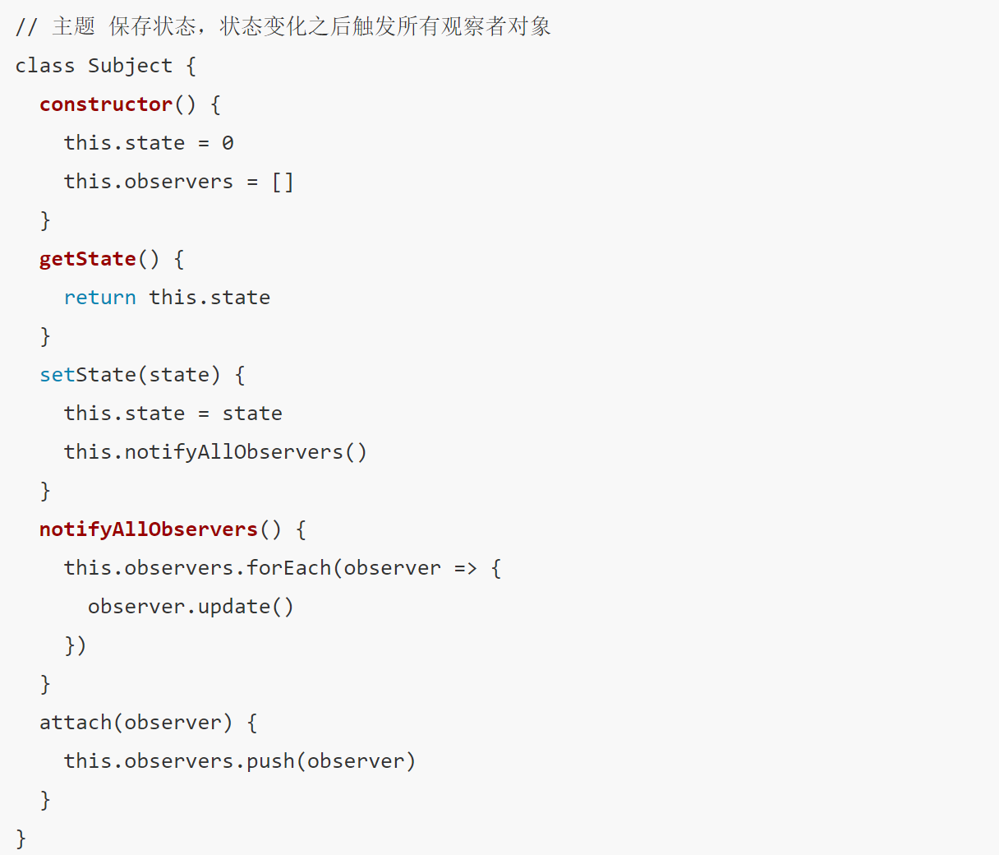 // 主题 保存状态，状态变化之后触发所有观察者对象
class Subject {
  constructor() {
    this.state = 0
    this.observers = []
  }
  getState() {
    return this.state
  }
  setState(state) {
    this.state = state
    this.notifyAllObservers()
  }
  notifyAllObservers() {
    this.observers.forEach(observer => {
      observer.update()
    })
  }
  attach(observer) {
    this.observers.push(observer)
  }
}